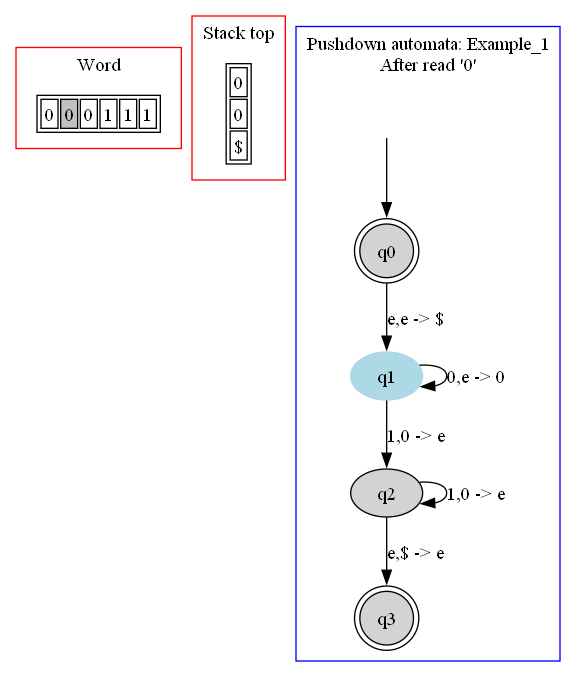 Word
0 0 0 1 1 1
Stack top
0
0
$
Pushdown automata: Example_1
After read '0'
q0
e,e -> $
q1
0,e -> 0
1,0 -> e
q2
1,0 -> e
e,$ -> e
q3